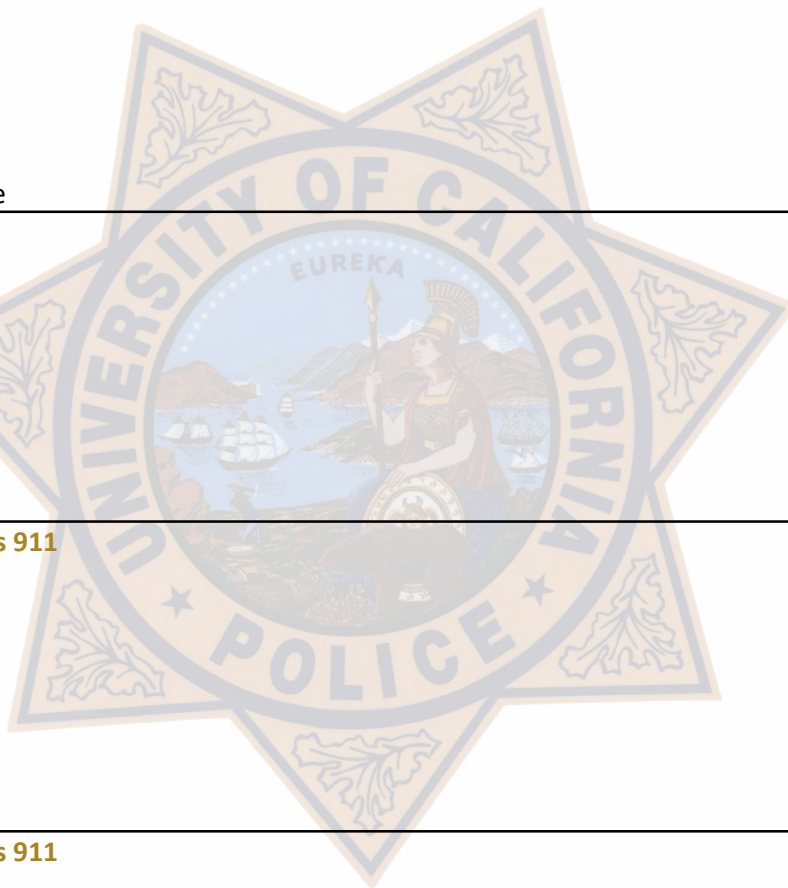 e
UNIVERSITY OF CALIFORNIA
EUREKA
s 911
POLICE
s 911